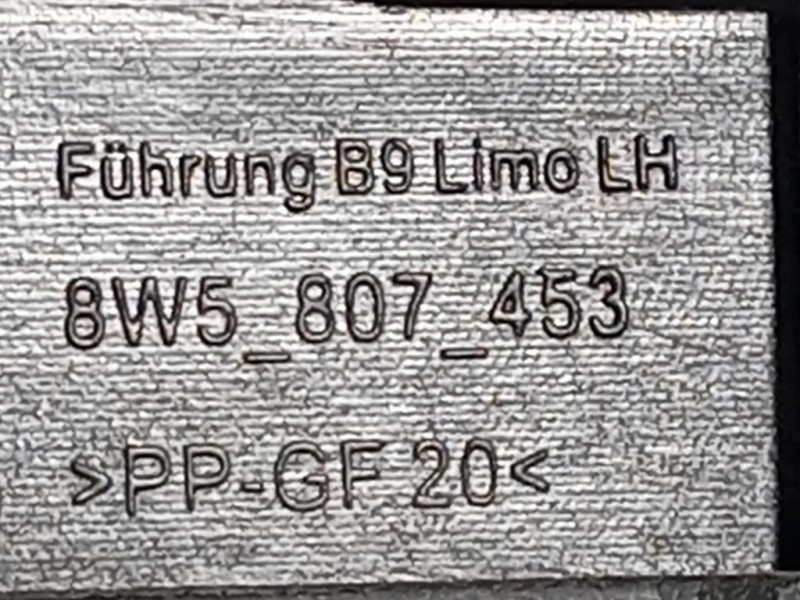 Führung B9 Limo LH
8W5_807_453
>PP-GF 20<